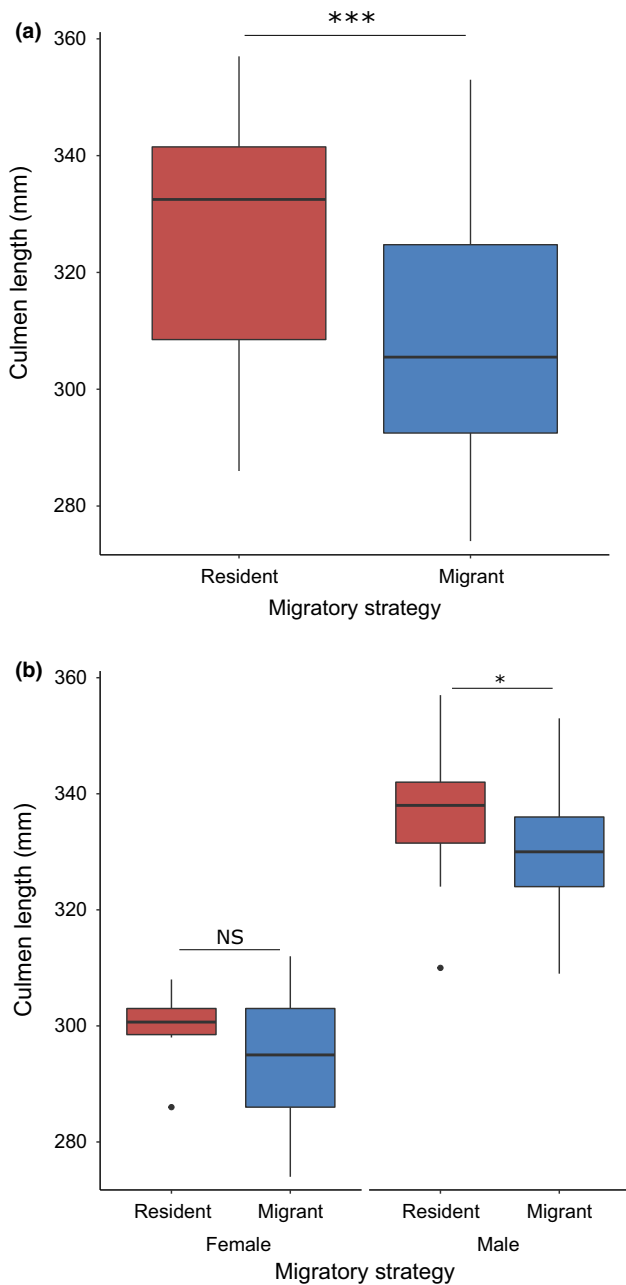 (a)
***
360
340
320
300
280
Culmen length (mm)
Resident Migrant
Migratory strategy
(b)
*
NS
360
340
320
300
280
Culmen length (mm)
Resident Migrant Resident Migrant
Female Male
Migratory strategy